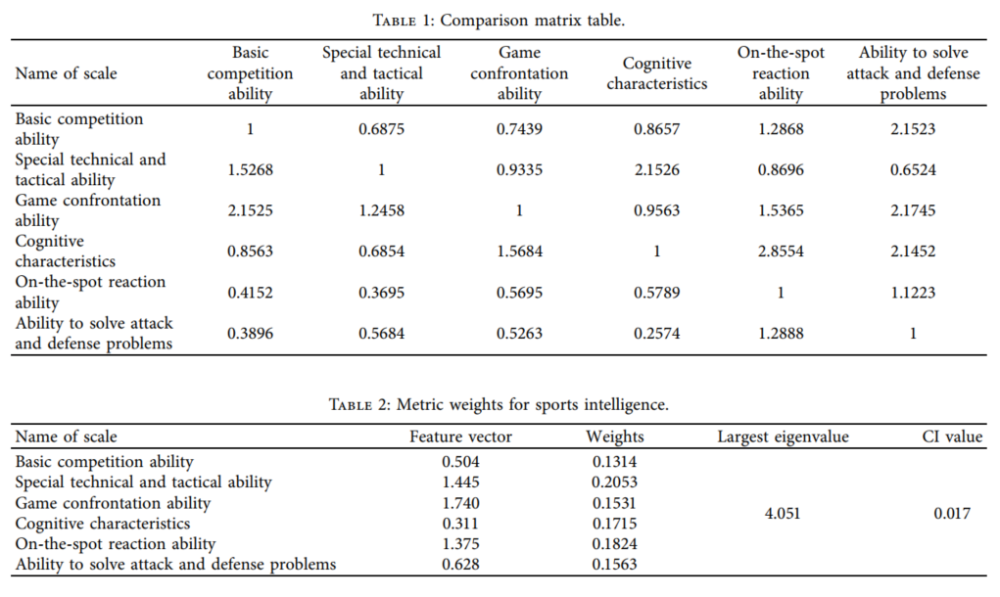 TABLE 1: Comparison matrix table.
Name of scale Basic competition ability Special technical and tactical ability Game confrontation ability Cognitive characteristics On-the-spot reaction ability Ability to solve attack and defense problems
Basic competition ability 1 0.6875 0.7439 0.8657 1.2868 2.1523
Special technical and tactical ability 1.5268 1 0.9335 2.1526 0.8696 0.6524
Game confrontation ability 2.1525 1.2458 1 0.9563 1.5365 2.1745
Cognitive characteristics 0.8563 0.6854 1.5684 1 2.8554 2.1452
On-the-spot reaction ability 0.4152 0.3695 0.5695 0.5789 1 1.1223
Ability to solve attack and defense problems 0.3896 0.5684 0.5263 0.2574 1.2888 1
TABLE 2: Metric weights for sports intelligence.
Name of scale Feature vector Weights Largest eigenvalue CI value
Basic competition ability 0.504 0.1314
Special technical and tactical ability 1.445 0.2053
Game confrontation ability 1.740 0.1531
Cognitive characteristics 0.311 0.1715
4.051 0.017
On-the-spot reaction ability 1.375 0.1824
Ability to solve attack and defense problems 0.628 0.1563